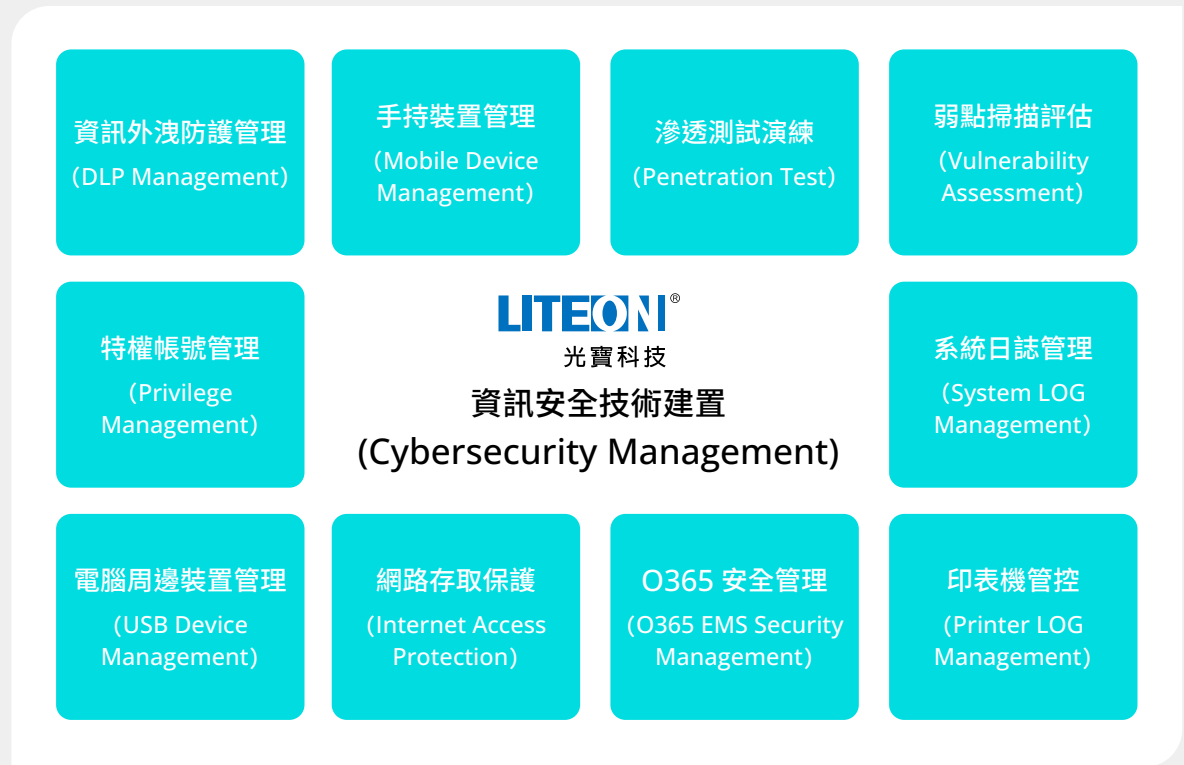 資訊外洩防護管理
（DLP Management）
手持裝置管理
（Mobile Device
Management）
滲透測試演練
（Penetration Test）
弱點掃描評估
（Vulnerability
Assessment）
特權帳號管理
（Privilege
Management）
LITEON®
光寶科技
資訊安全技術建置
(Cybersecurity Management)
系統日誌管理
（System LOG
Management）
電腦周邊裝置管理
（USB Device
Management）
網路存取保護
（Internet Access
Protection）
O365 安全管理
（O365 EMS Security
Management）
印表機管控
（Printer LOG
Management）